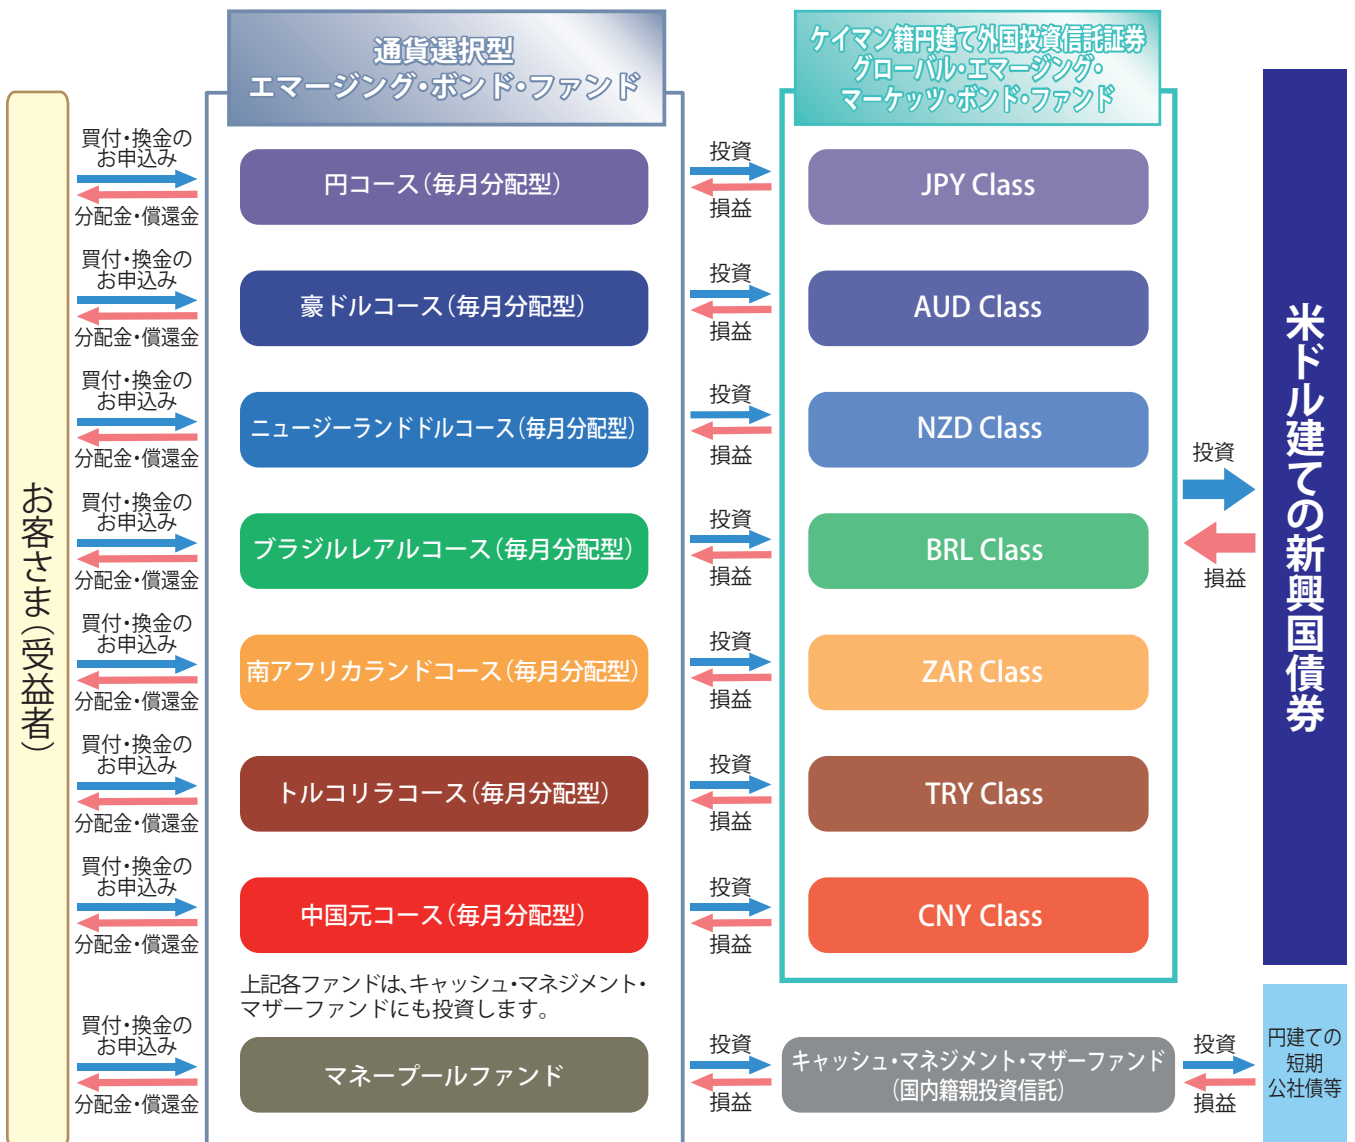 通貨選択型
エマージング・ボンド・ファンド
ケイマン籍円建て外国投資信託証券
グローバル・エマージング・
マーケッツ・ボンド・ファンド
お客さま(受益者)
米ドル建ての新興国債券
買付・換金の
お申込み
分配金・償還金
円コース(毎月分配型)
投資
損益
JPY Class
買付・換金の
お申込み
分配金・償還金
豪ドルコース(毎月分配型)
投資
損益
AUD Class
買付・換金の
お申込み
分配金・償還金
ニュージーランドドルコース(毎月分配型)
投資
損益
NZD Class
投資
損益
買付・換金の
お申込み
分配金・償還金
ブラジルレアルコース(毎月分配型)
投資
損益
BRL Class
買付・換金の
お申込み
分配金・償還金
南アフリカランドコース(毎月分配型)
投資
損益
ZAR Class
買付・換金の
お申込み
分配金・償還金
トルコリラコース(毎月分配型)
投資
損益
TRY Class
買付・換金の
お申込み
分配金・償還金
中国元コース(毎月分配型)
投資
損益
CNY Class
上記各ファンドは、キャッシュ・マネジメント・
マザーファンドにも投資します。
買付・換金の
お申込み
分配金・償還金
マネープールファンド
投資
損益
キャッシュ・マネジメント・マザーファンド
(国内籍親投資信託)
投資
損益
円建ての
短期
公社債等